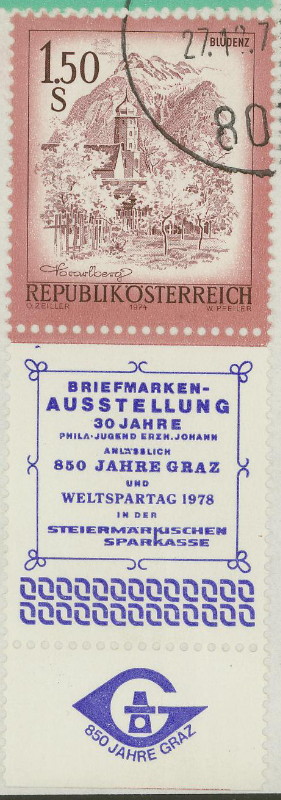 BLUDENZ
27.12.7
80
1.50
S
Vorarlberg
REPUBLIK ÖSTERREICH
O. ZEILLER 1974 W. PFEILER
BRIEFMARKEN-
AUSSTELLUNG
30 JAHRE
PHILA-JUGEND ERZH. JOHANN
ANLÄSSLICH
850 JAHRE GRAZ
UND
WELTSPARTAG 1978
IN DER
STEIERMÄRKISCHEN
SPARKASSE
G
850 JAHRE GRAZ